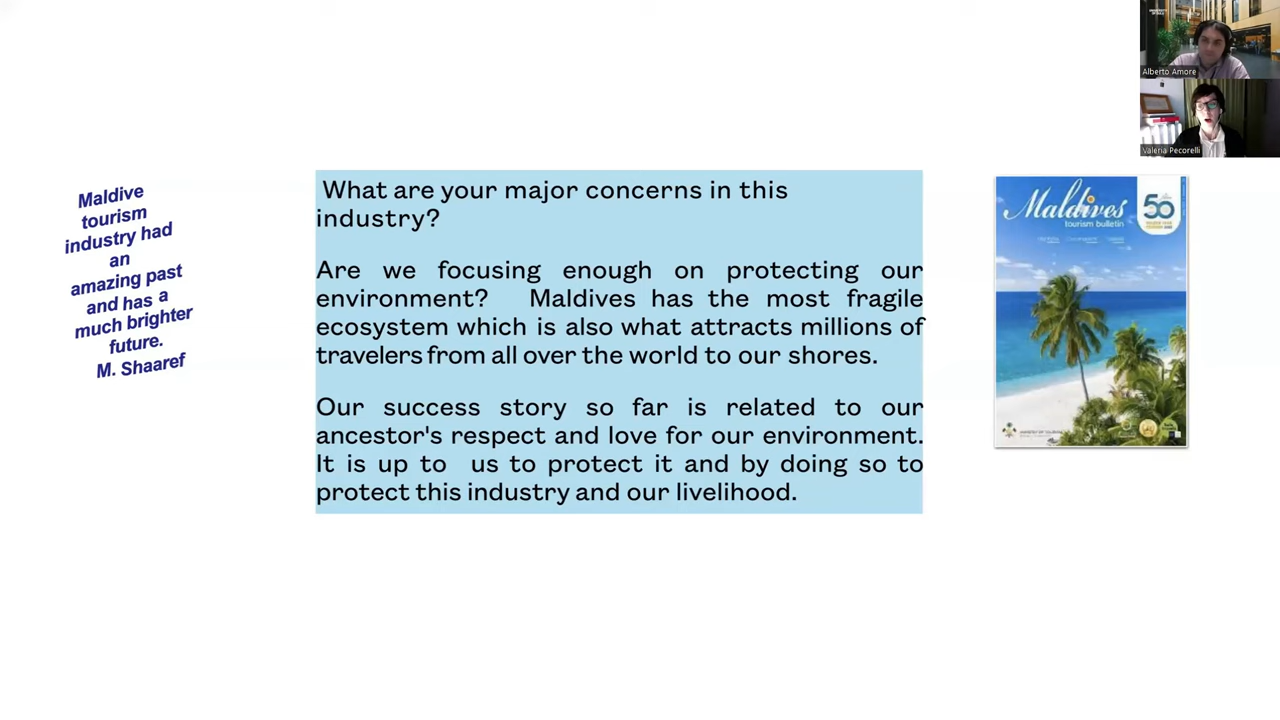 Alberto Amore
Valeria Pecorelli
Maldive
tourism
industry had
an
amazing past
and has a
much brighter
future.
M. Shaaref
What are your major concerns in this
industry?
Are we focusing enough on protecting our
environment? Maldives has the most fragile
ecosystem which is also what attracts millions of
travelers from all over the world to our shores.
Our success story so far is related to our
ancestor's respect and love for our environment.
It is up to us to protect it and by doing so to
protect this industry and our livelihood.
Maldives
tourism bulletin
50